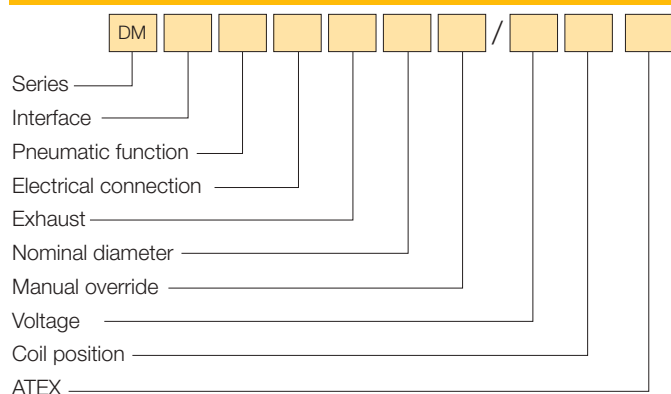 DM /
Series
Interface
Pneumatic function
Electrical connection
Exhaust
Nominal diameter
Manual override
Voltage
Coil position
ATEX